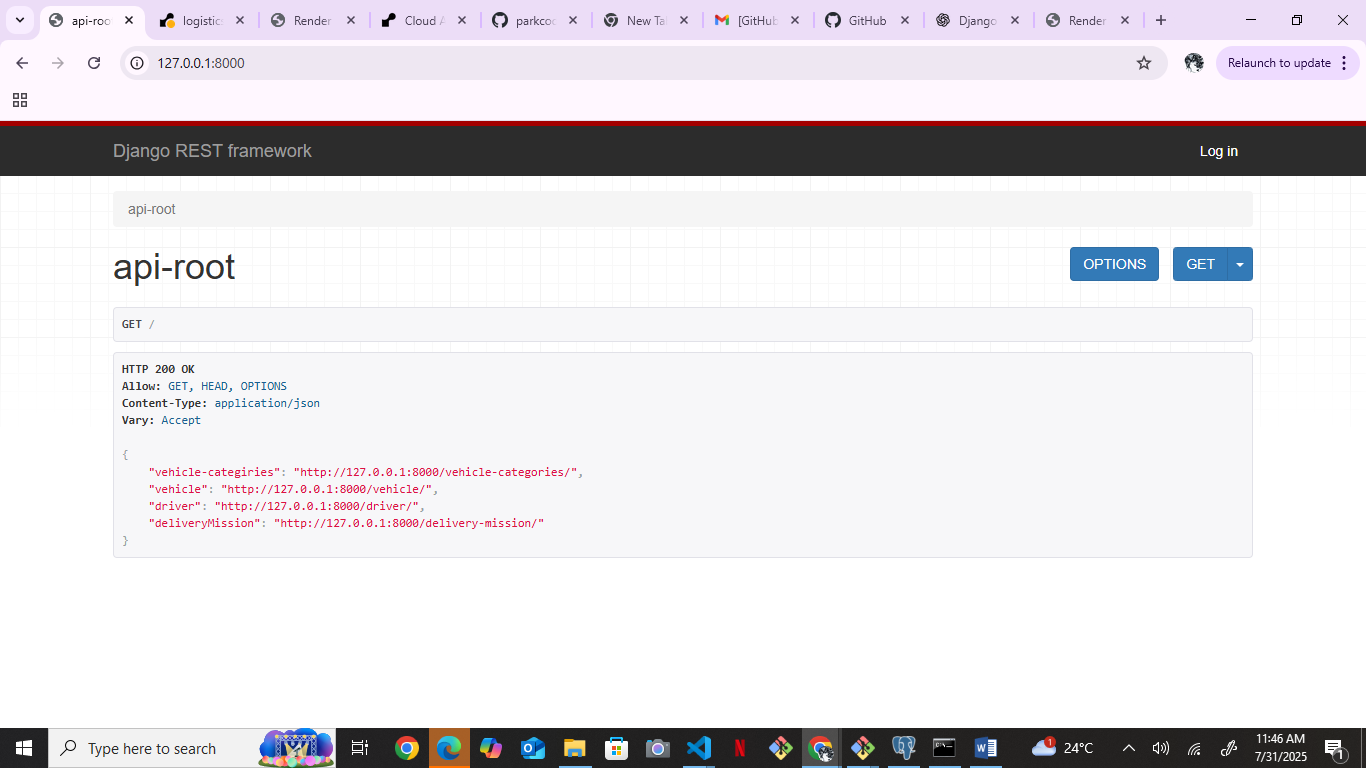 api-roo
logistics
Render
Cloud A
parkcoc
New Ta
[GitHub
GitHub
Django
Render
127.0.0.1:8000
Relaunch to update
Django REST framework
Log in
api-root
api-root
OPTIONS
GET
GET /
HTTP 200 OK
Allow: GET, HEAD, OPTIONS
Content-Type: application/json
Vary: Accept
{
"vehicle-categiries": "http://127.0.0.1:8000/vehicle-categories/",
"vehicle": "http://127.0.0.1:8000/vehicle/",
"driver": "http://127.0.0.1:8000/driver/",
"deliveryMission": "http://127.0.0.1:8000/delivery-mission/"
}
Type here to search
1
24°C
11:46 AM
7/31/2025
1